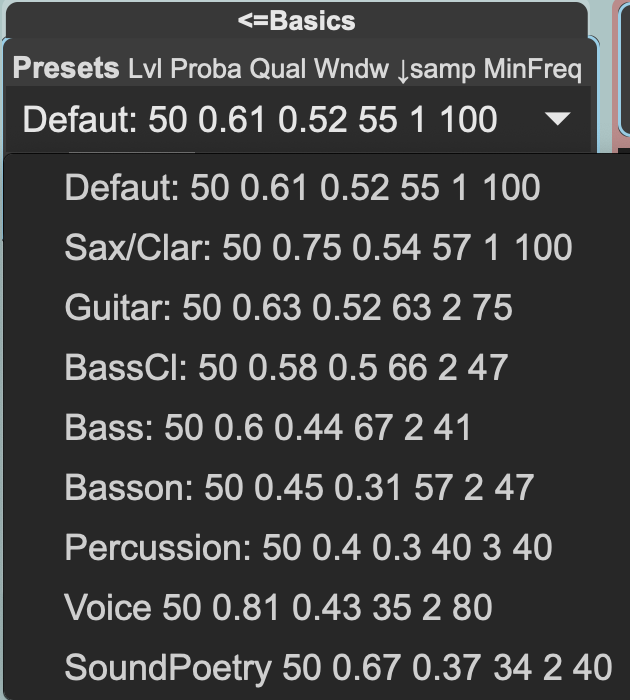 <=Basics
Presets Lvl Proba Qual Wndw ↓samp MinFreq
Defaut: 50 0.61 0.52 55 1 100
Defaut: 50 0.61 0.52 55 1 100
Sax/Clar: 50 0.75 0.54 57 1 100
Guitar: 50 0.63 0.52 63 2 75
BassCl: 50 0.58 0.5 66 2 47
Bass: 50 0.6 0.44 67 2 41
Basson: 50 0.45 0.31 57 2 47
Percussion: 50 0.4 0.3 40 3 40
Voice 50 0.81 0.43 35 2 80
SoundPoetry 50 0.67 0.37 34 2 40